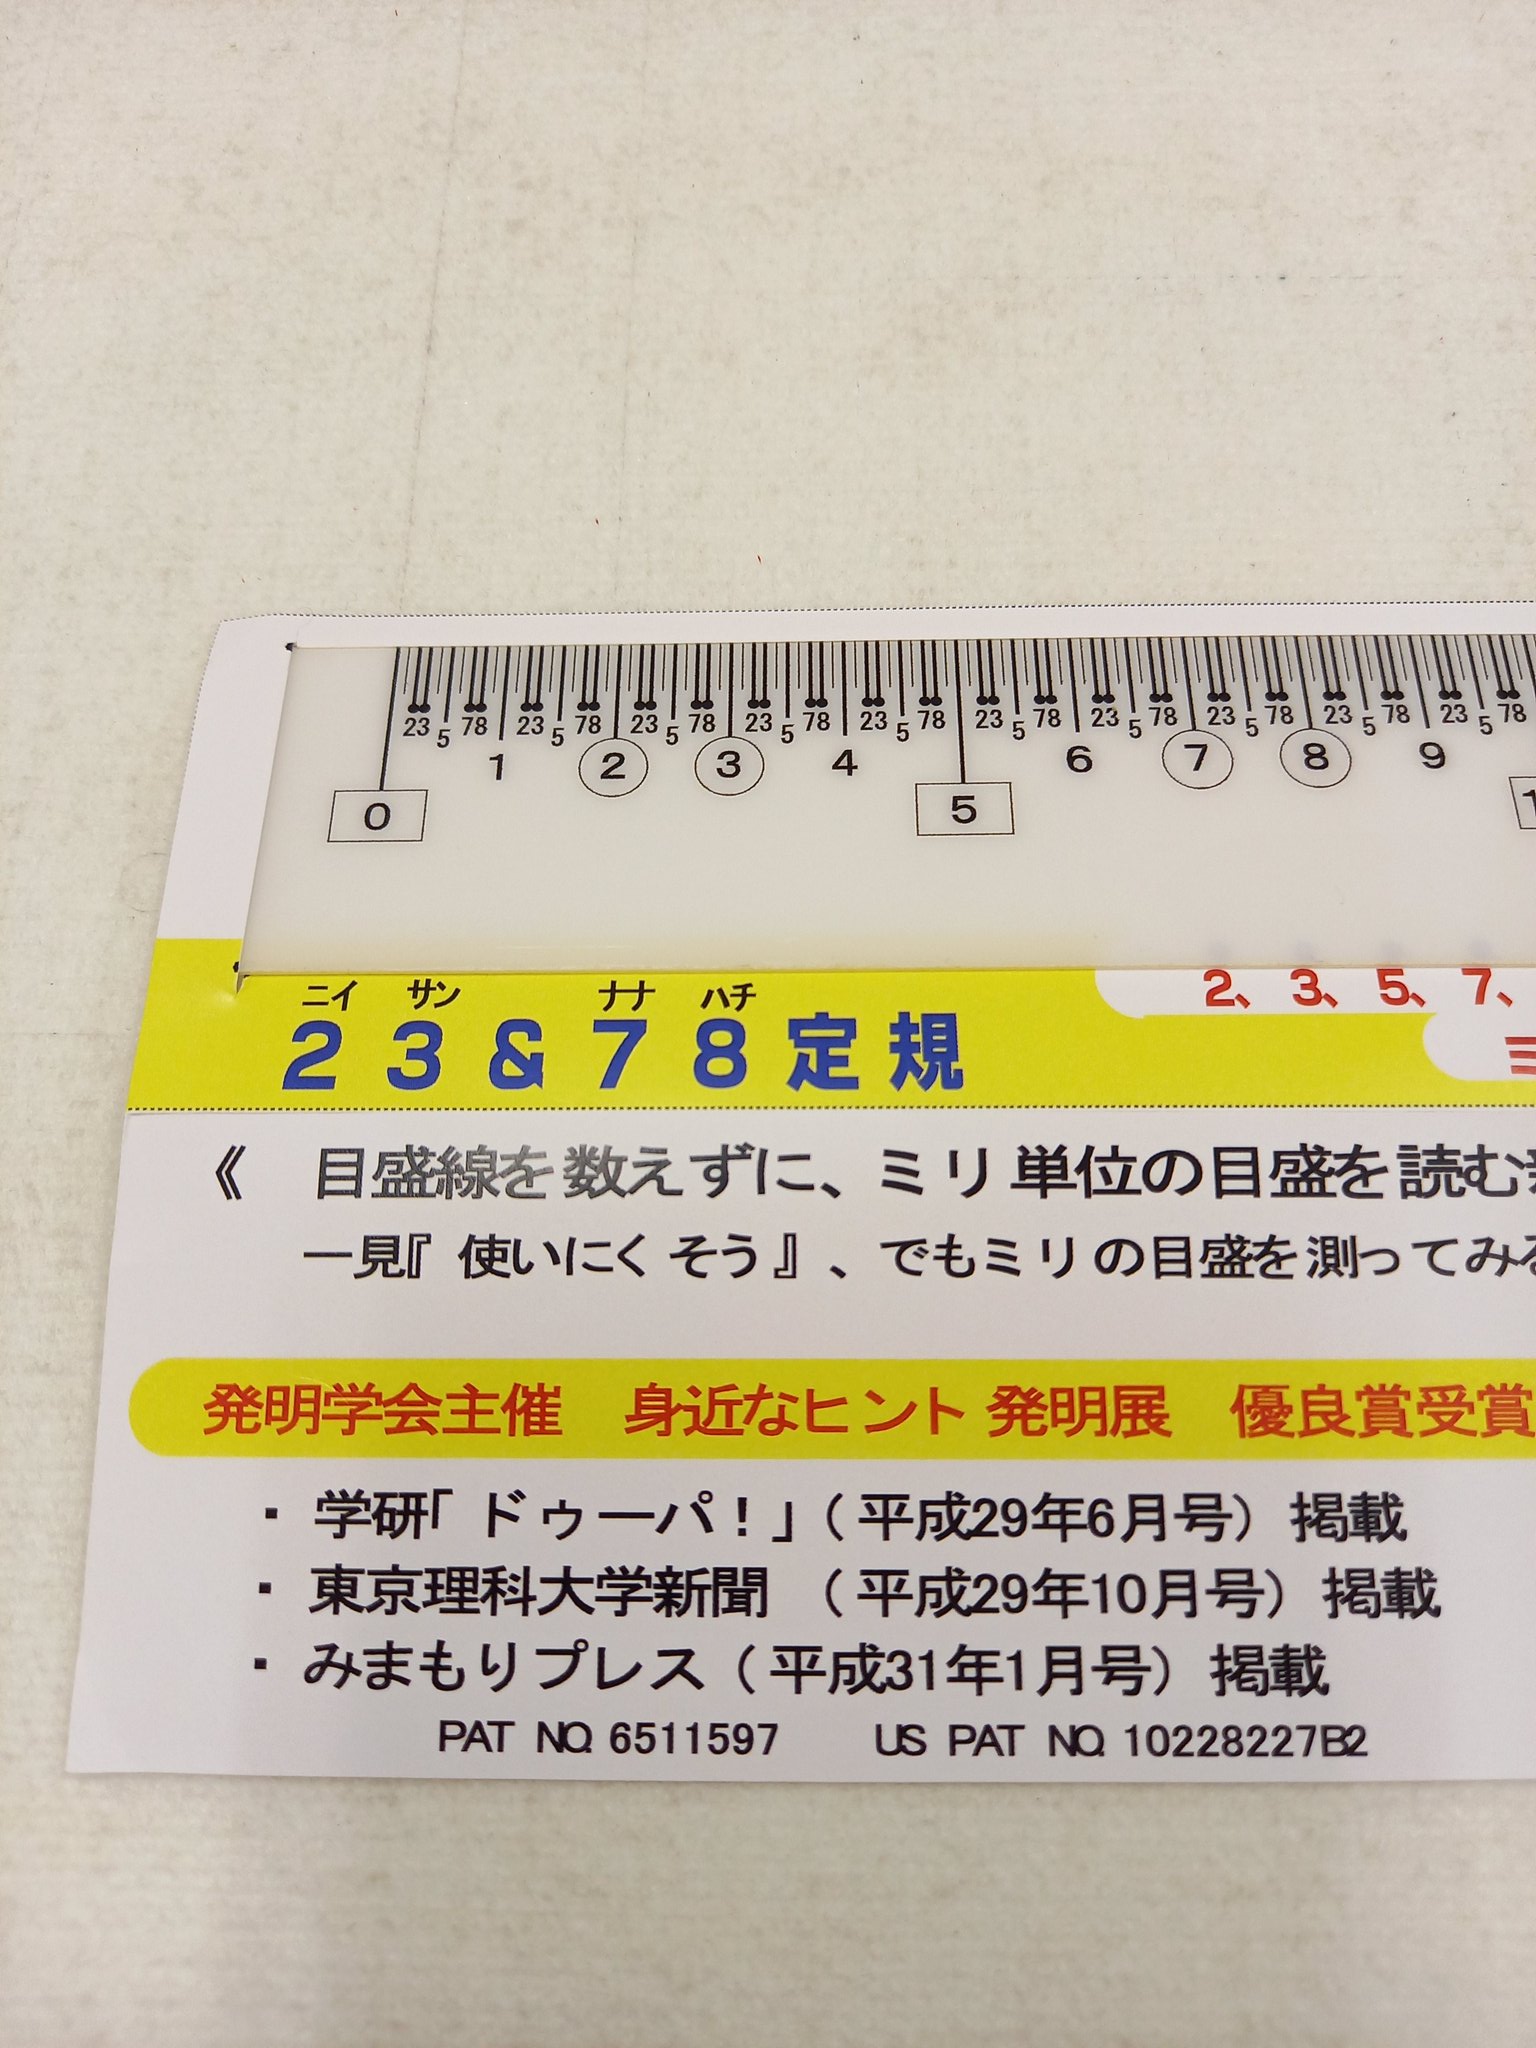 23 5 78 23 5 78 23 5 78 23 5 78 23 5 78 23 5 78 23 5 78 23 5 78 23 5 78 23 5 78
0 1 2 3 4 5 6 7 8 9
2、3、5、7、
ニイ サン ナナ ハチ
23&78定規
ミ
《 目盛線を数えずに、ミリ単位の目盛を読む
一見『使いにくそう』、でもミリの目盛を測ってみる
発明学会主催 身近なヒント発明展 優良賞受賞
・学研「ドゥーパ!」(平成29年6月号)掲載
・東京理科大学新聞 (平成29年10月号)掲載
・みまもりプレス(平成31年1月号)掲載
PAT NO. 6511597 US PAT NO. 10228227B2